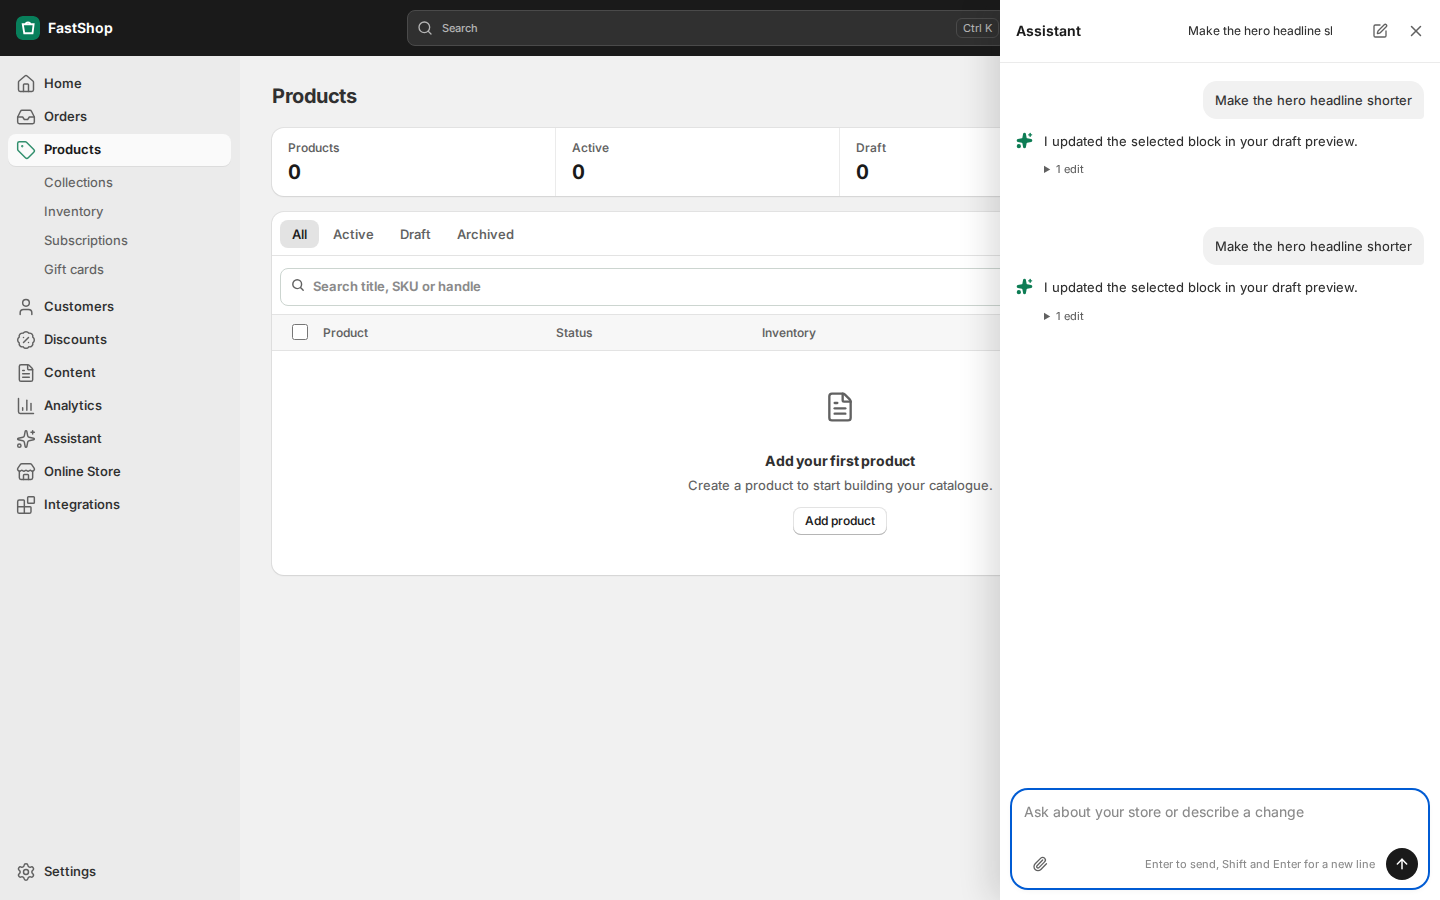 FastShop
Search
Ctrl K
Home
Orders
Products
Collections
Inventory
Subscriptions
Gift cards
Customers
Discounts
Content
Analytics
Assistant
Online Store
Integrations
Settings
Products
Products
0
Active
0
Draft
0
All
Active
Draft
Archived
Search title, SKU or handle
Product
Status
Inventory
Add your first product
Create a product to start building your catalogue.
Add product
Assistant
Make the hero headline sl
Make the hero headline shorter
I updated the selected block in your draft preview.
1 edit
Make the hero headline shorter
I updated the selected block in your draft preview.
1 edit
Ask about your store or describe a change
Enter to send, Shift and Enter for a new line